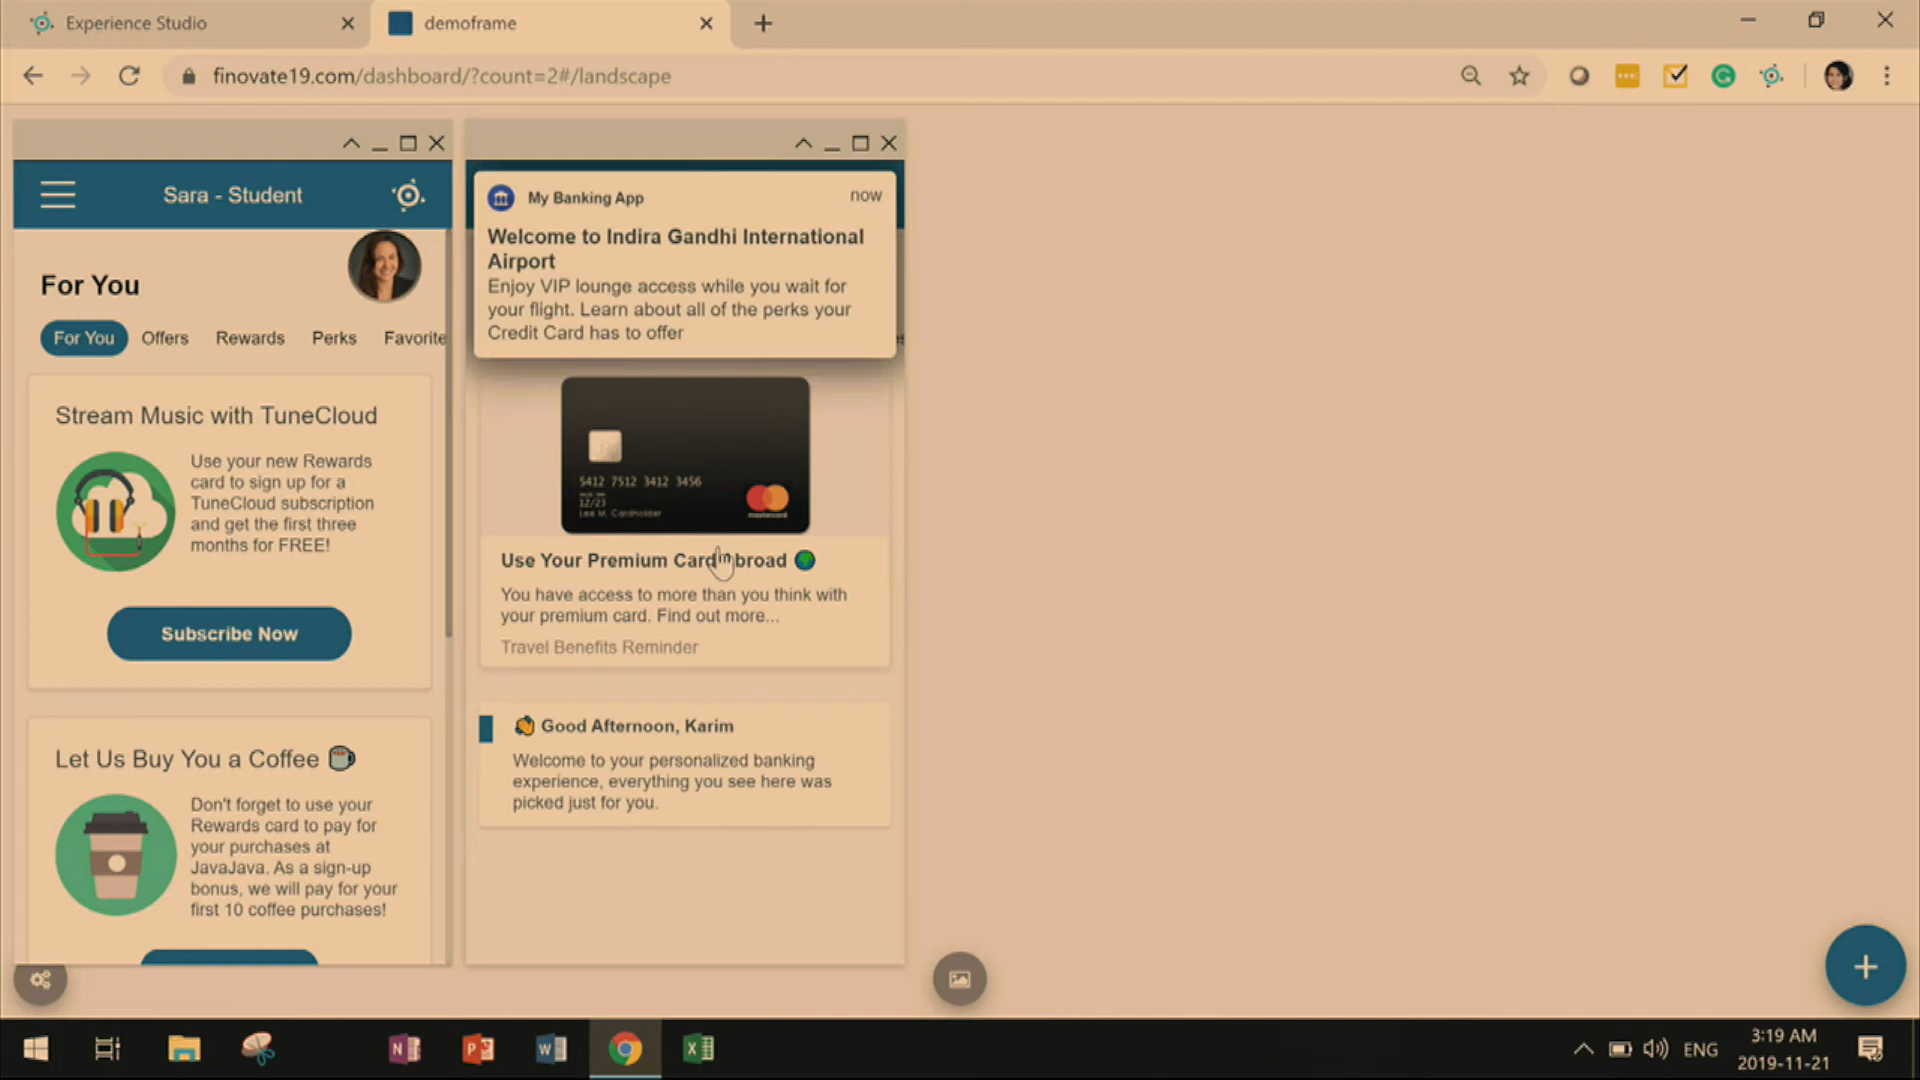 Experience Studio
demoframe
finovate19.com/dashboard/?count=2#/landscape
Sara - Student
For You
For You Offers Rewards Perks Favorite
Stream Music with TuneCloud
Use your new Rewards
card to sign up for a
TuneCloud subscription
and get the first three
months for FREE!
Subscribe Now
Let Us Buy You a Coffee
Don't forget to use your
Rewards card to pay for
your purchases at
JavaJava. As a sign-up
bonus, we will pay for your
first 10 coffee purchases!
My Banking App now
Welcome to Indira Gandhi International
Airport
Enjoy VIP lounge access while you wait for
your flight. Learn about all of the perks your
Credit Card has to offer
5412 7512 3412 3456
12/23
Lee M. Cardholder
mastercard
Use Your Premium Card broad
You have access to more than you think with
your premium card. Find out more...
Travel Benefits Reminder
Good Afternoon, Karim
Welcome to your personalized banking
experience, everything you see here was
picked just for you.
ENG
3:19 AM
2019-11-21